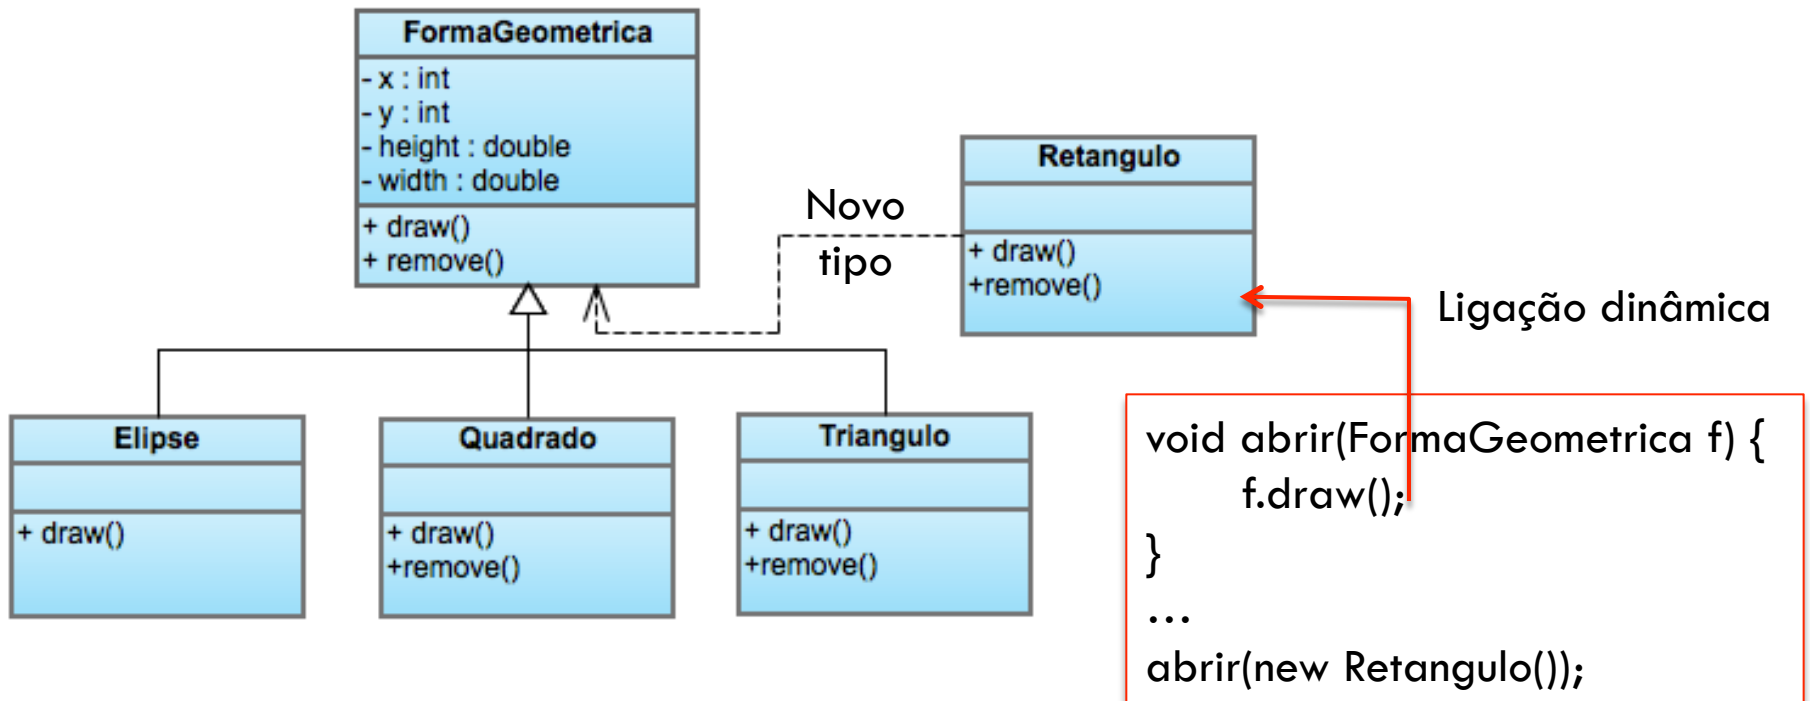 FormaGeometrica
- x : int
- y : int
- height : double
- width : double
+ draw()
+ remove()
Novo
tipo
Retangulo
+ draw()
+remove()
Ligação dinâmica
Elipse
+ draw()
Quadrado
+ draw()
+remove()
Triangulo
+ draw()
+remove()
void abrir(FormaGeometrica f) {
f.draw();
}
...
abrir(new Retangulo());